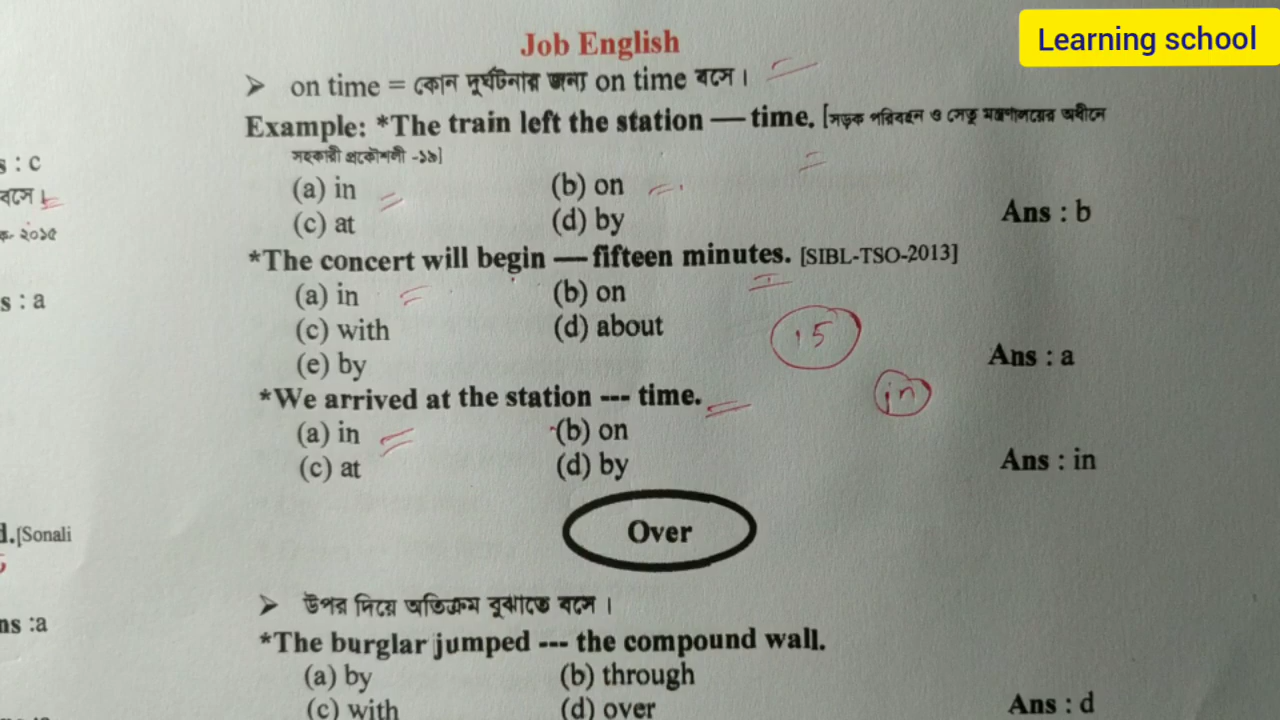 Learning school
Job English
➤ on time = কোন দূর্ঘটনার জন্য on time বসে।
Example: *The train left the station — time. [সড়ক পরিবহন ও সেতু মন্ত্রণালয়ের অধীনে
সহকারী প্রকৌশলী -১৯]
s : c
(a) in (b) on
বসে।
(c) at (d) by Ans : b
২০১৫
*The concert will begin — fifteen minutes. [SIBL-TSO-2013]
s : a
(a) in (b) on
(c) with (d) about 15
(e) by Ans : a
*We arrived at the station --- time. in
(a) in (b) on
(c) at (d) by Ans : in
d.[Sonali
Over
➤ উপর দিয়ে অতিক্রম বুঝাতে বসে।
ns :a
*The burglar jumped --- the compound wall.
(a) by (b) through
(c) with (d) over Ans : d